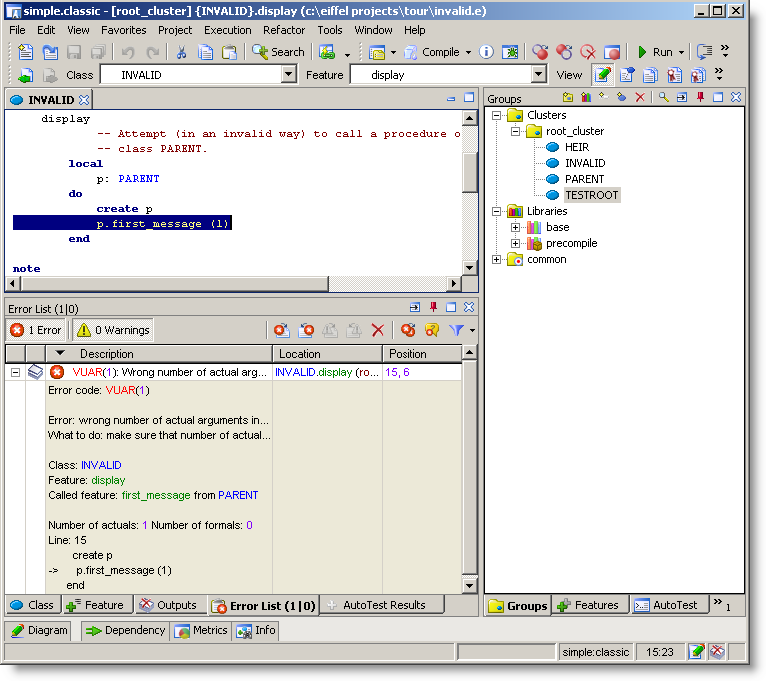 simple.classic - [root_cluster] {INVALID}.display (c:\eiffel projects\tour\invalid.e)
File Edit View Favorites Project Execution Refactor Tools Window Help
Search Compile Run
Class INVALID Feature display View
INVALID
display
-- Attempt (in an invalid way) to call a procedure o
-- class PARENT.
local
p: PARENT
do
create p
p.first_message (1)
end
note
Groups
Clusters
root_cluster
HEIR
INVALID
PARENT
TESTROOT
Libraries
base
precompile
common
Error List (1|0)
1 Error 0 Warnings
Description Location Position
VUAR(1): Wrong number of actual arg... INVALID.display (ro... 15, 6
Error code: VUAR(1)
Error: wrong number of actual arguments in...
What to do: make sure that number of actual...
Class: INVALID
Feature: display
Called feature: first_message from PARENT
Number of actuals: 1 Number of formals: 0
Line: 15
create p
-> p.first_message (1)
end
Class Feature Outputs Error List (1|0) AutoTest Results
Groups Features AutoTest » 1
Diagram Dependency Metrics Info
simple:classic 15:23